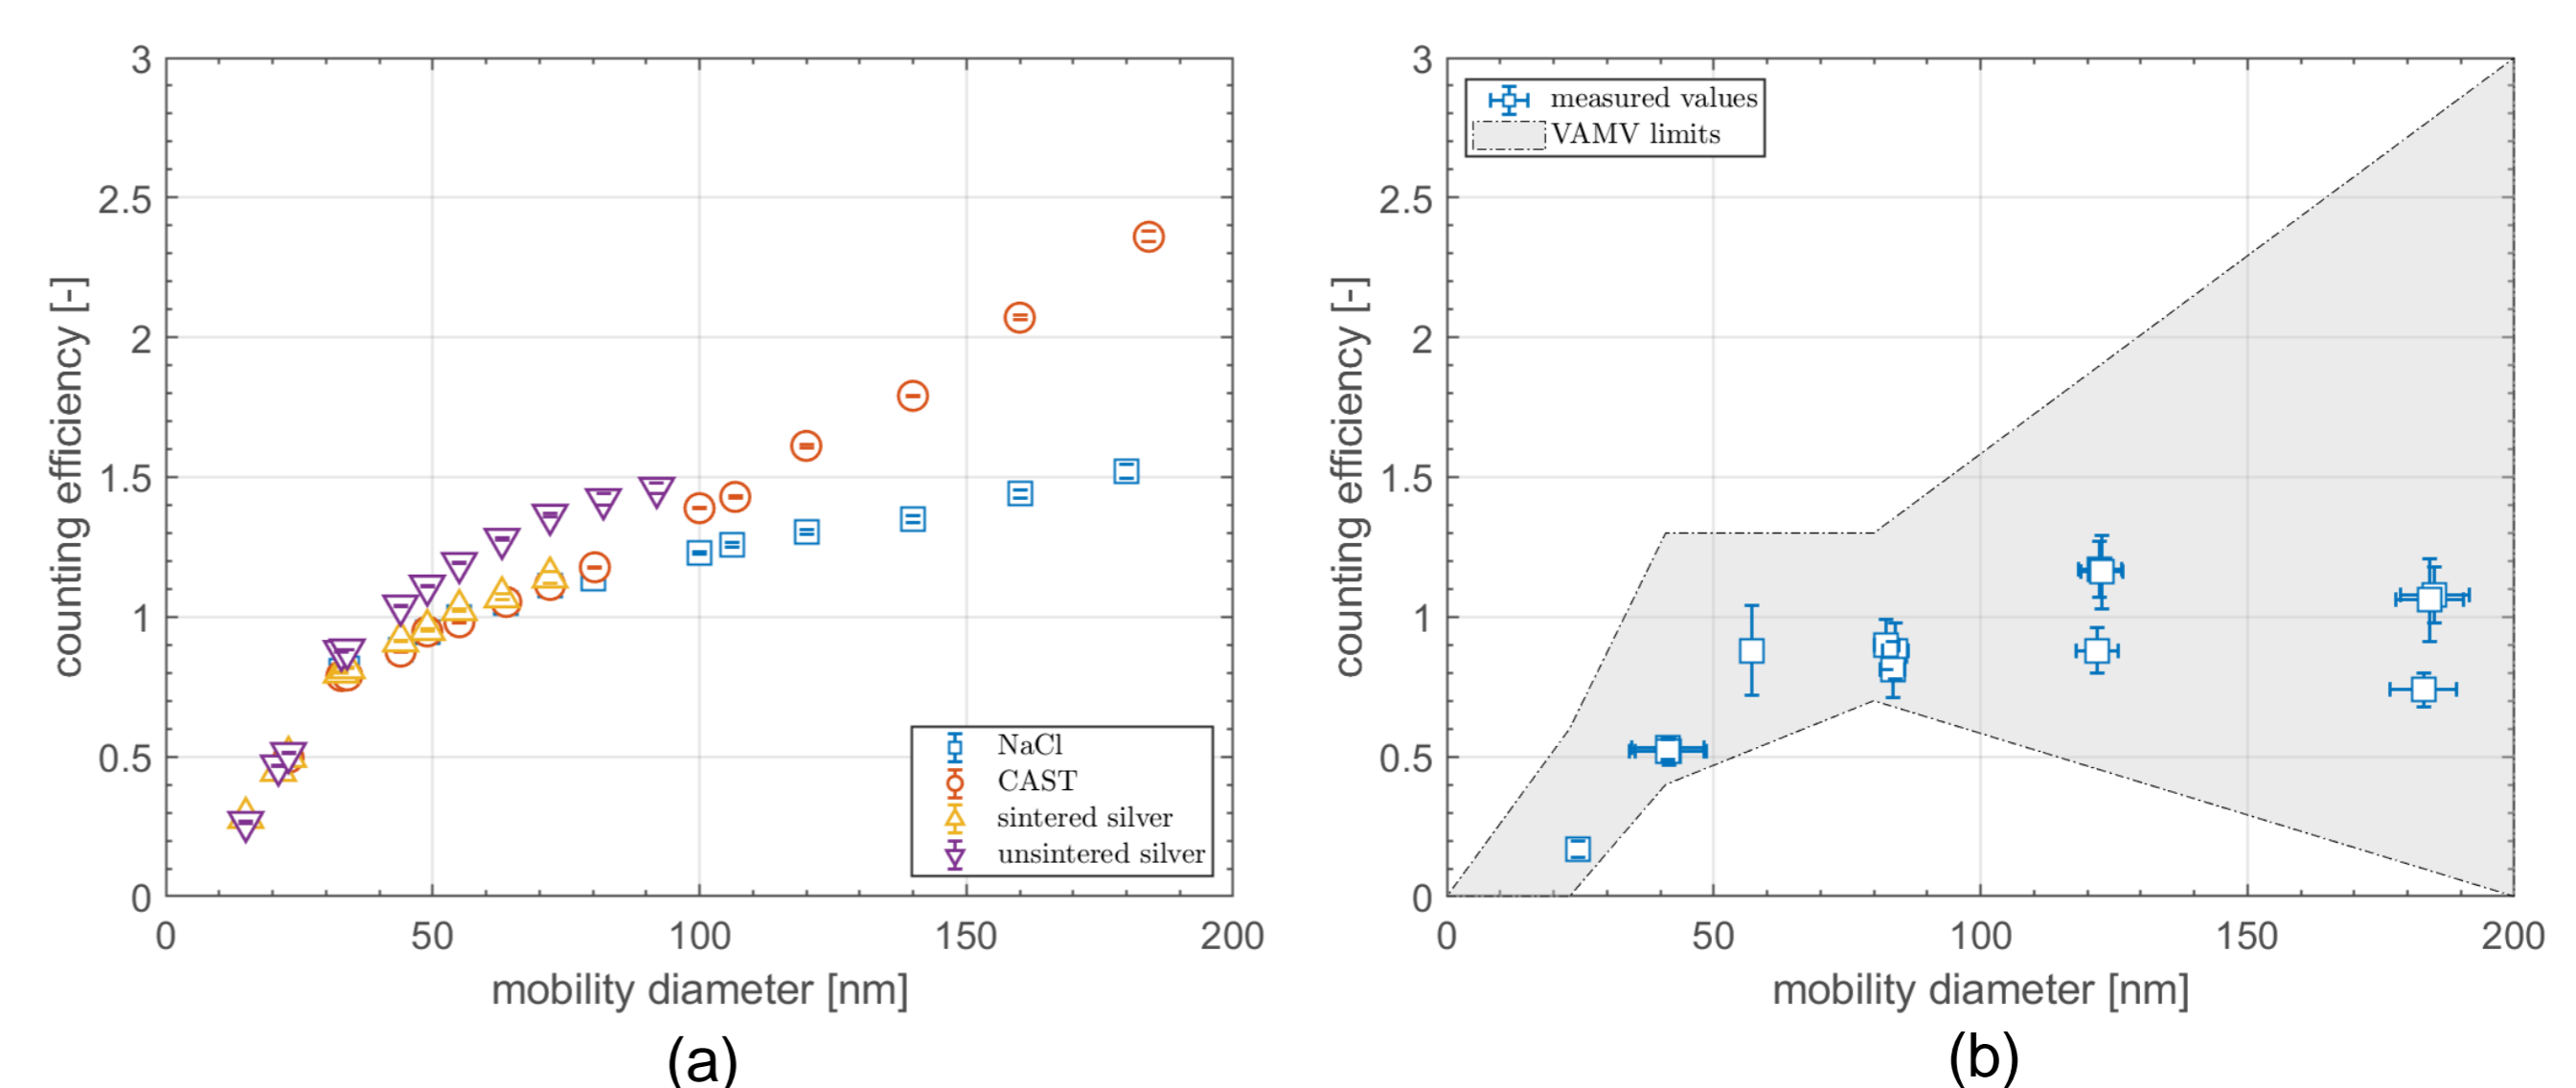 3
2.5
2
1.5
1
0.5
0
0 50 100 150 200
counting efficiency [-]
mobility diameter [nm]
NaCl
CAST
sintered silver
unsintered silver
(a)
3
2.5
2
1.5
1
0.5
0
0 50 100 150 200
counting efficiency [-]
mobility diameter [nm]
measured values
VAMV limits
(b)